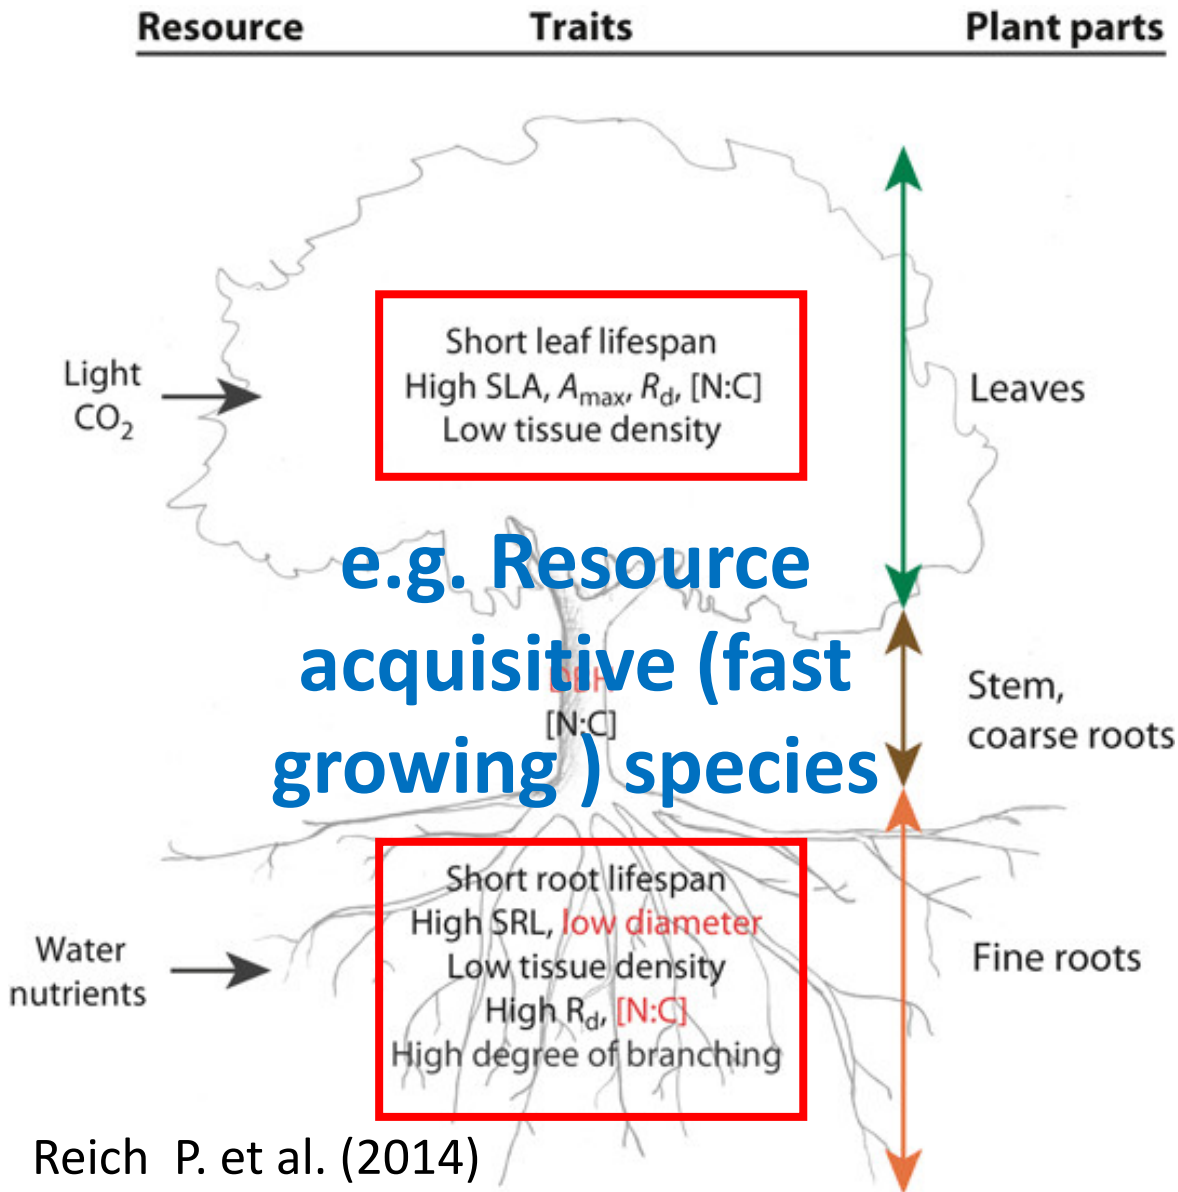 Resource Traits Plant parts
Short leaf lifespan
High SLA, Amax, Rd, [N:C]
Low tissue density
Light
CO2
Leaves
e.g. Resource
acquisitive (fast
growing ) species
DBH
[N:C]
Stem,
coarse roots
Short root lifespan
High SRL, low diameter
Low tissue density
High Rd, [N:C]
High degree of branching
Water
nutrients
Fine roots
Reich P. et al. (2014)